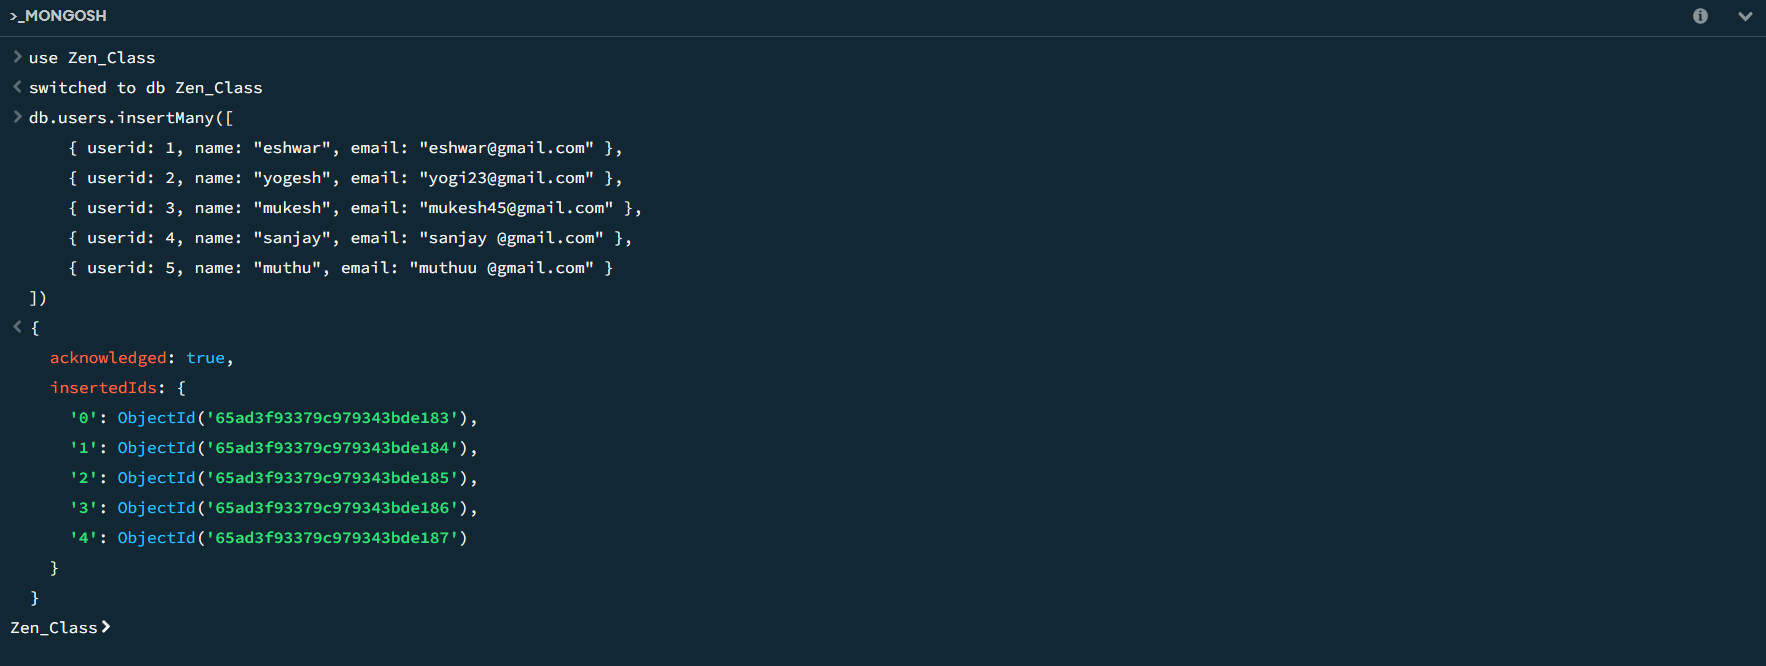 >_MONGOSH
> use Zen_Class
< switched to db Zen_Class
> db.users.insertMany([
    { userid: 1, name: "eshwar", email: "eshwar@gmail.com" },
    { userid: 2, name: "yogesh", email: "yogi23@gmail.com" },
    { userid: 3, name: "mukesh", email: "mukesh45@gmail.com" },
    { userid: 4, name: "sanjay", email: "sanjay @gmail.com" },
    { userid: 5, name: "muthu", email: "muthuu @gmail.com" }
])
< {
  acknowledged: true,
  insertedIds: {
    '0': ObjectId('65ad3f93379c979343bde183'),
    '1': ObjectId('65ad3f93379c979343bde184'),
    '2': ObjectId('65ad3f93379c979343bde185'),
    '3': ObjectId('65ad3f93379c979343bde186'),
    '4': ObjectId('65ad3f93379c979343bde187')
  }
}
Zen_Class>